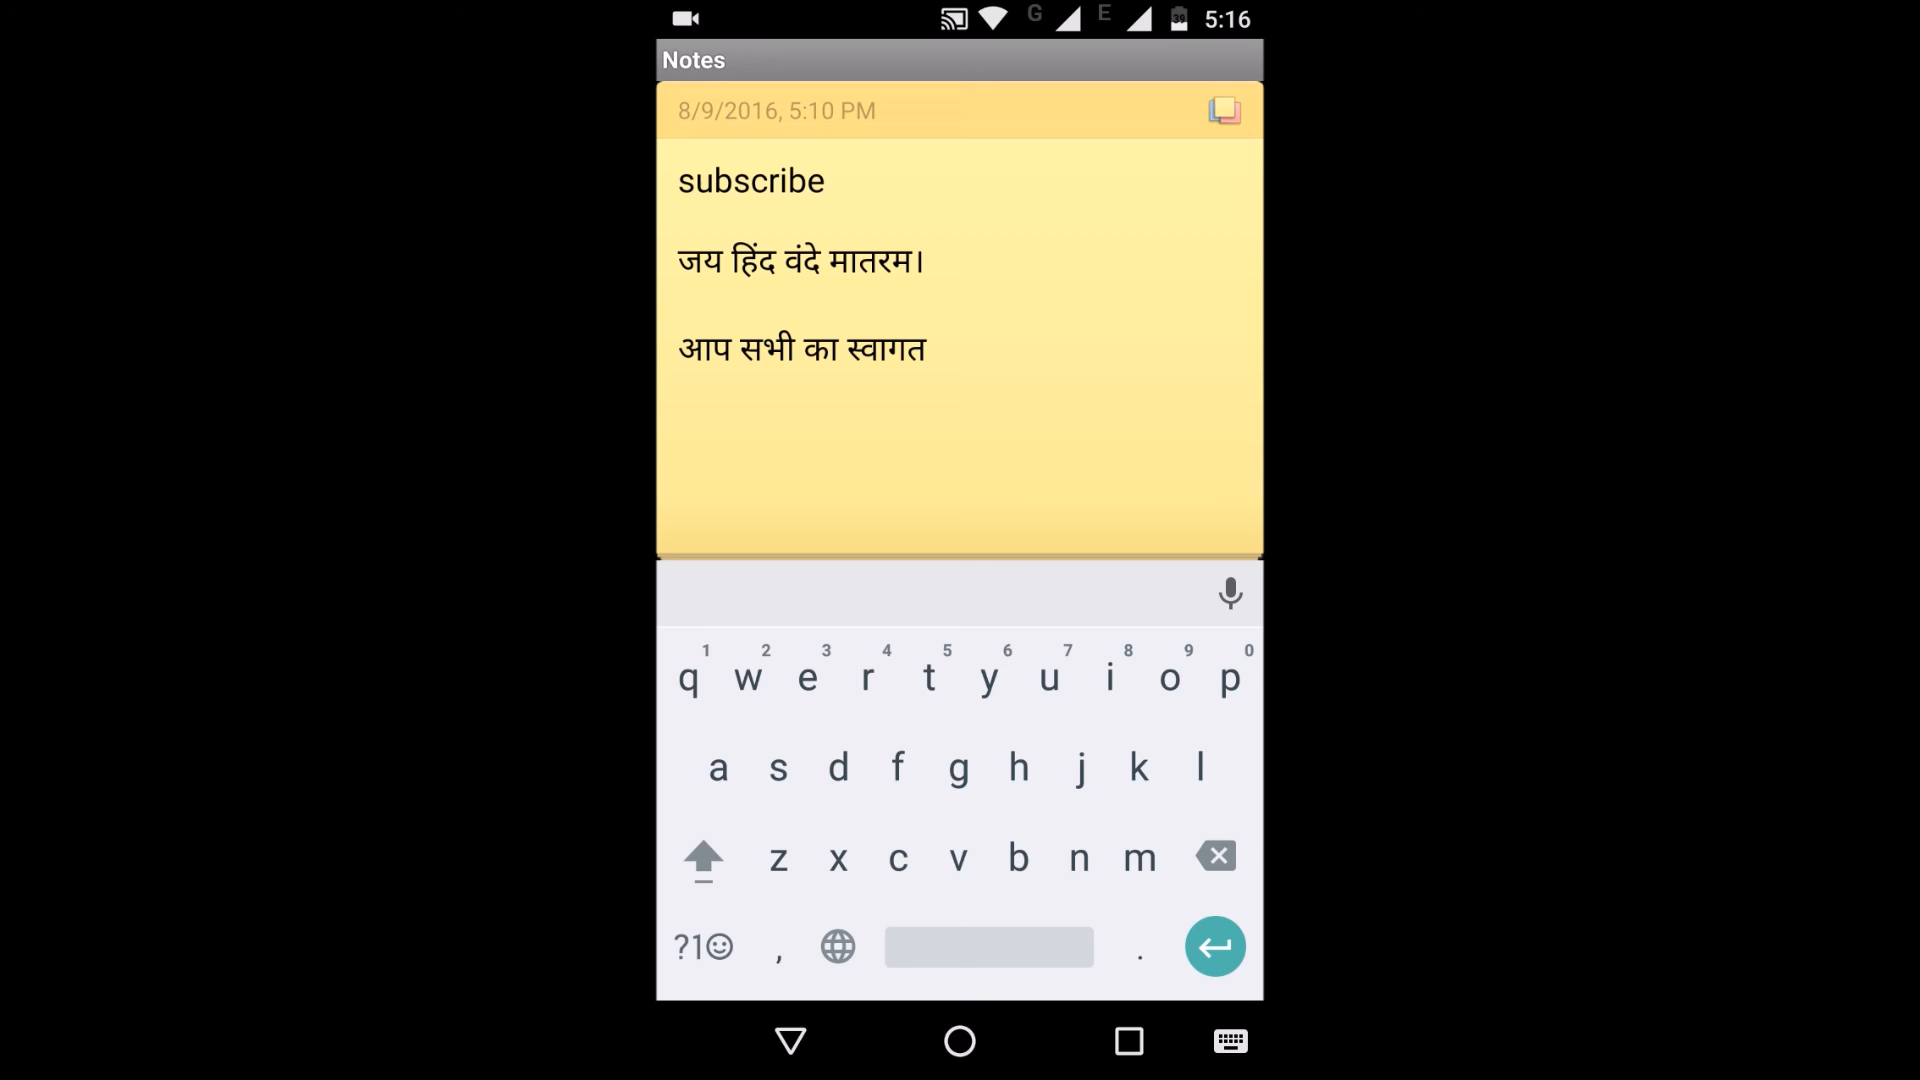 G E 39 5:16
Notes
8/9/2016, 5:10 PM
subscribe
जय हिंद वंदे मातरम।
आप सभी का स्वागत
1 2 3 4 5 6 7 8 9 0
q w e r t y u i o p
a s d f g h j k l
z x c v b n m
?1☺ , .